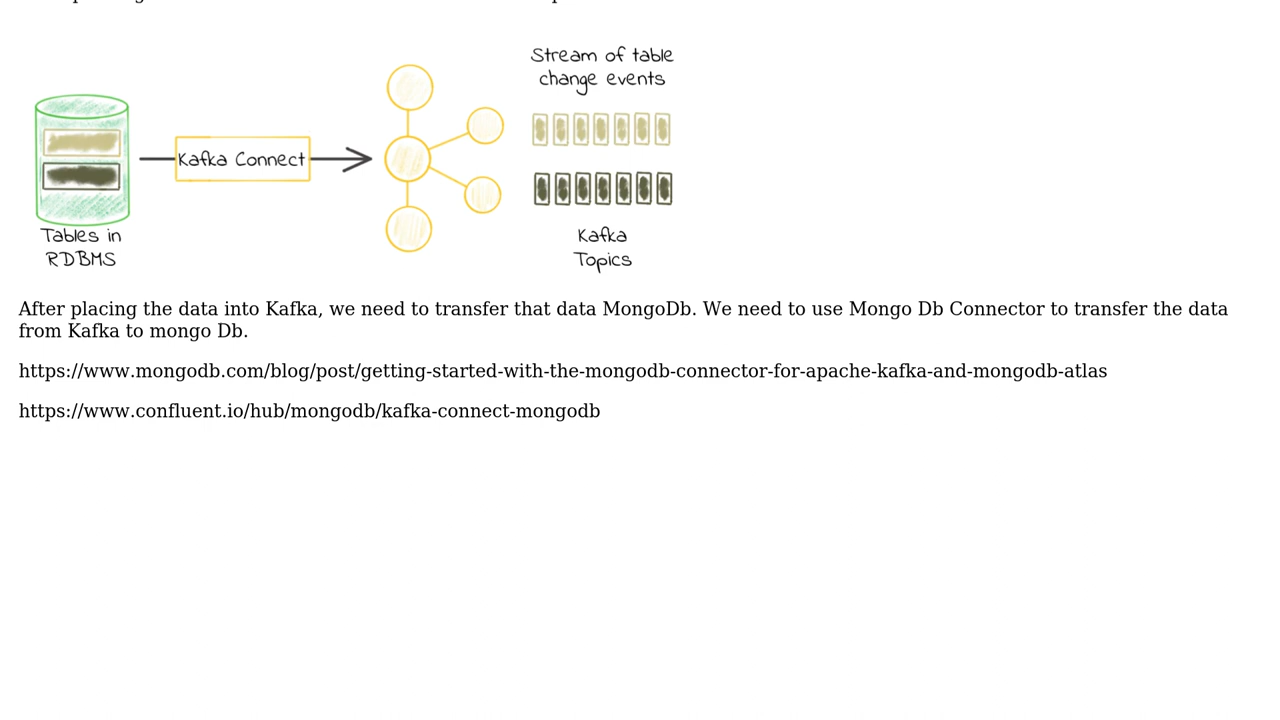 Stream of table
change events
Kafka Connect
Tables in
RDBMS
Kafka
Topics
After placing the data into Kafka, we need to transfer that data MongoDb. We need to use Mongo Db Connector to transfer the data
from Kafka to mongo Db.
https://www.mongodb.com/blog/post/getting-started-with-the-mongodb-connector-for-apache-kafka-and-mongodb-atlas
https://www.confluent.io/hub/mongodb/kafka-connect-mongodb